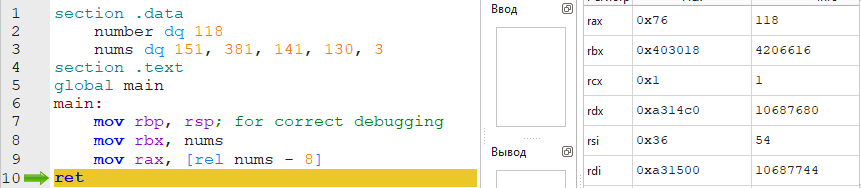 1 section .data
2 number dq 118
3 nums dq 151, 381, 141, 130, 3
4 section .text
5 global main
6 main:
7 mov rbp, rsp; for correct debugging
8 mov rbx, nums
9 mov rax, [rel nums - 8]
10 ret
Ввод
Вывод
rax 0x76 118
rbx 0x403018 4206616
rcx 0x1 1
rdx 0xa314c0 10687680
rsi 0x36 54
rdi 0xa31500 10687744